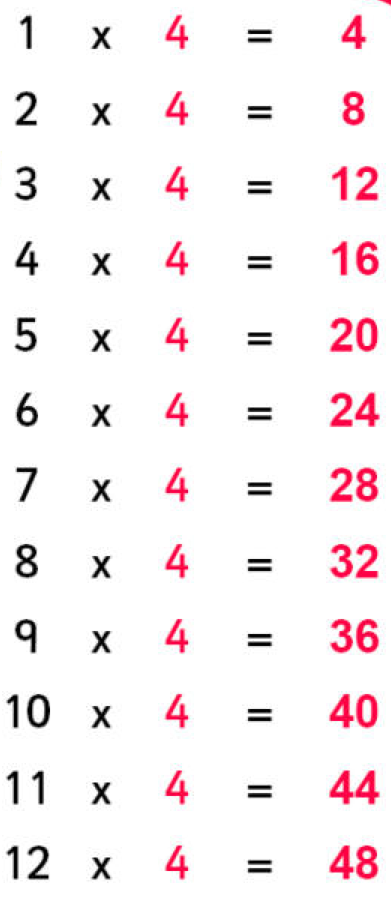 1 x 4 = 4
2 x 4 = 8
3 x 4 = 12
4 x 4 = 16
5 x 4 = 20
6 x 4 = 24
7 x 4 = 28
8 x 4 = 32
9 x 4 = 36
10 x 4 = 40
11 x 4 = 44
12 x 4 = 48